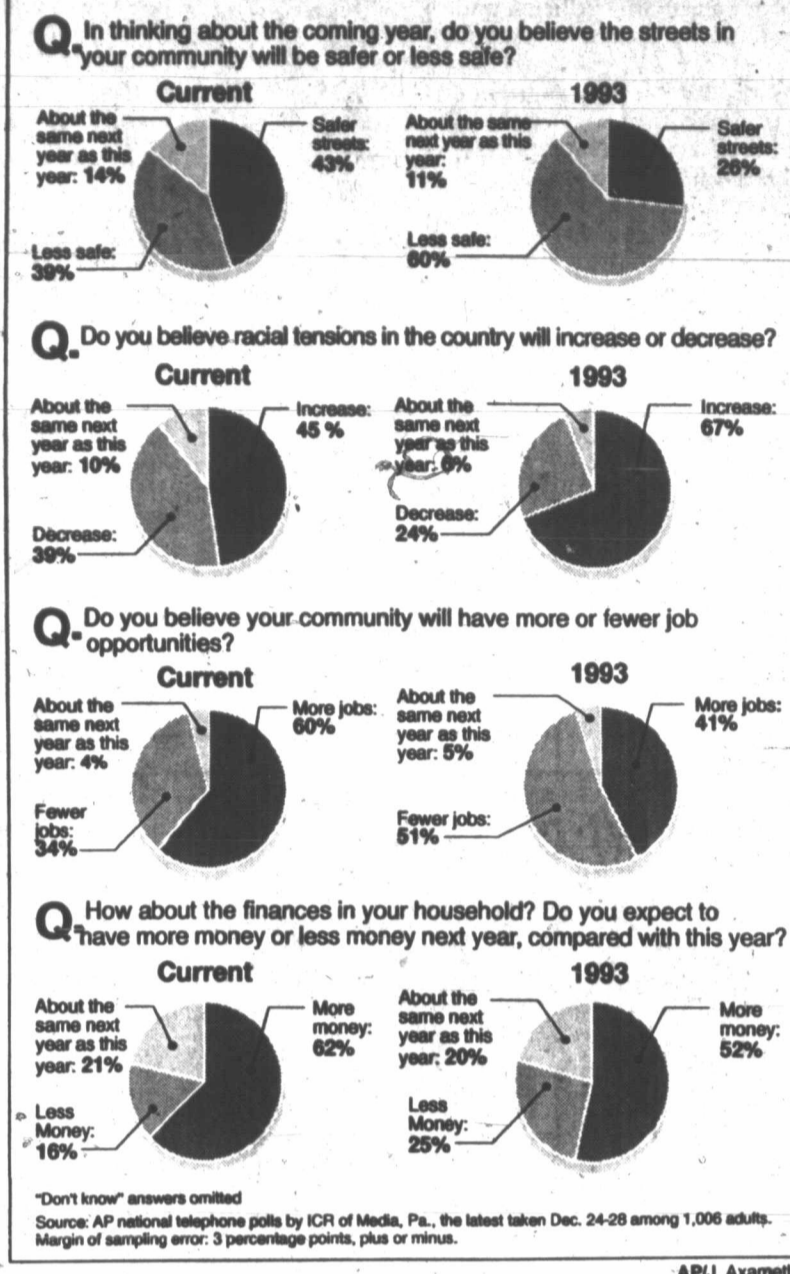 Q. In thinking about the coming year, do you believe the streets in
your community will be safer or less safe?
Current
About the
same next
year as this
year: 14%
Safer
streets:
43%
Less safe:
39%
1993
About the same
next year as this
year:
11%
Safer
streets:
26%
Less safe:
60%
Q. Do you believe racial tensions in the country will increase or decrease?
Current
About the
same next
year as this
year: 10%
Increase:
45 %
Decrease:
39%
1993
About the
same next
year as this
year: 6%
Increase:
67%
Decrease:
24%
Q. Do you believe your community will have more or fewer job
opportunities?
Current
About the
same next
year as this
year: 4%
More jobs:
60%
Fewer
jobs:
34%
1993
About the
same next
year as this
year: 5%
More jobs:
41%
Fewer jobs:
51%
Q. How about the finances in your household? Do you expect to
have more money or less money next year, compared with this year?
Current
About the
same next
year as this
year: 21%
More
money:
62%
Less
Money:
16%
1993
About the
same next
year as this
year: 20%
More
money:
52%
Less
Money:
25%
"Don't know" answers omitted
Source: AP national telephone polls by ICR of Media, Pa., the latest taken Dec. 24-28 among 1,006 adults.
Margin of sampling error: 3 percentage points, plus or minus.